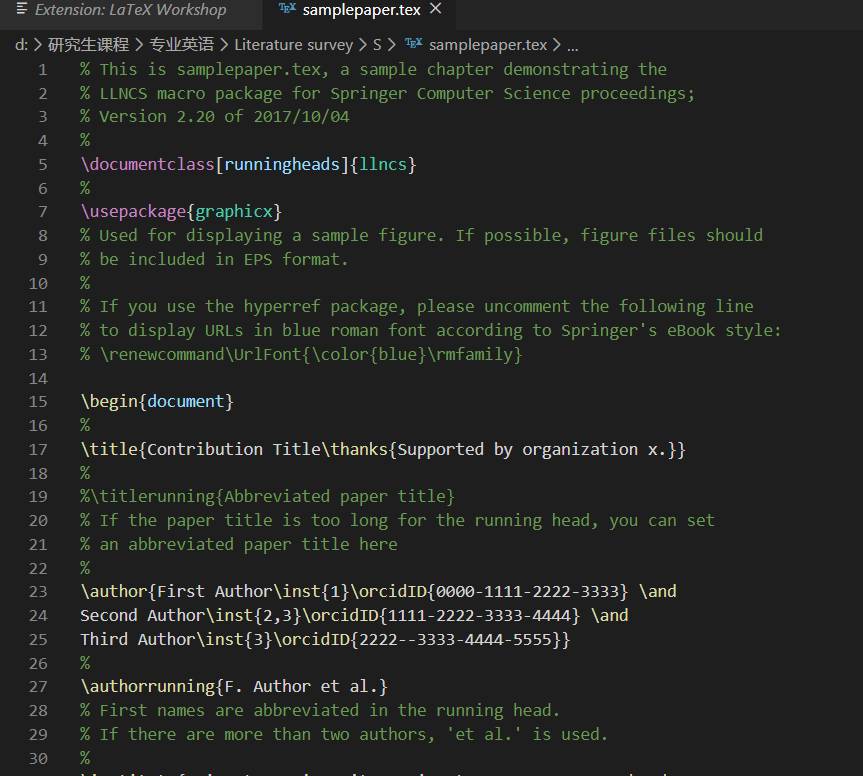 Extension: LaTeX Workshop
TEX samplepaper.tex
d: > 研究生课程 > 专业英语 > Literature survey > S > TEX samplepaper.tex > ...
1 % This is samplepaper.tex, a sample chapter demonstrating the
2 % LLNCS macro package for Springer Computer Science proceedings;
3 % Version 2.20 of 2017/10/04
4 %
5 \documentclass[runningheads]{llncs}
6 %
7 \usepackage{graphicx}
8 % Used for displaying a sample figure. If possible, figure files should
9 % be included in EPS format.
10 %
11 % If you use the hyperref package, please uncomment the following line
12 % to display URLs in blue roman font according to Springer's eBook style:
13 % \renewcommand\UrlFont{\color{blue}\rmfamily}
14
15 \begin{document}
16 %
17 \title{Contribution Title\thanks{Supported by organization x.}}
18 %
19 %\titlerunning{Abbreviated paper title}
20 % If the paper title is too long for the running head, you can set
21 % an abbreviated paper title here
22 %
23 \author{First Author\inst{1}\orcidID{0000-1111-2222-3333} \and
24 Second Author\inst{2,3}\orcidID{1111-2222-3333-4444} \and
25 Third Author\inst{3}\orcidID{2222--3333-4444-5555}}
26 %
27 \authorrunning{F. Author et al.}
28 % First names are abbreviated in the running head.
29 % If there are more than two authors, 'et al.' is used.
30 %